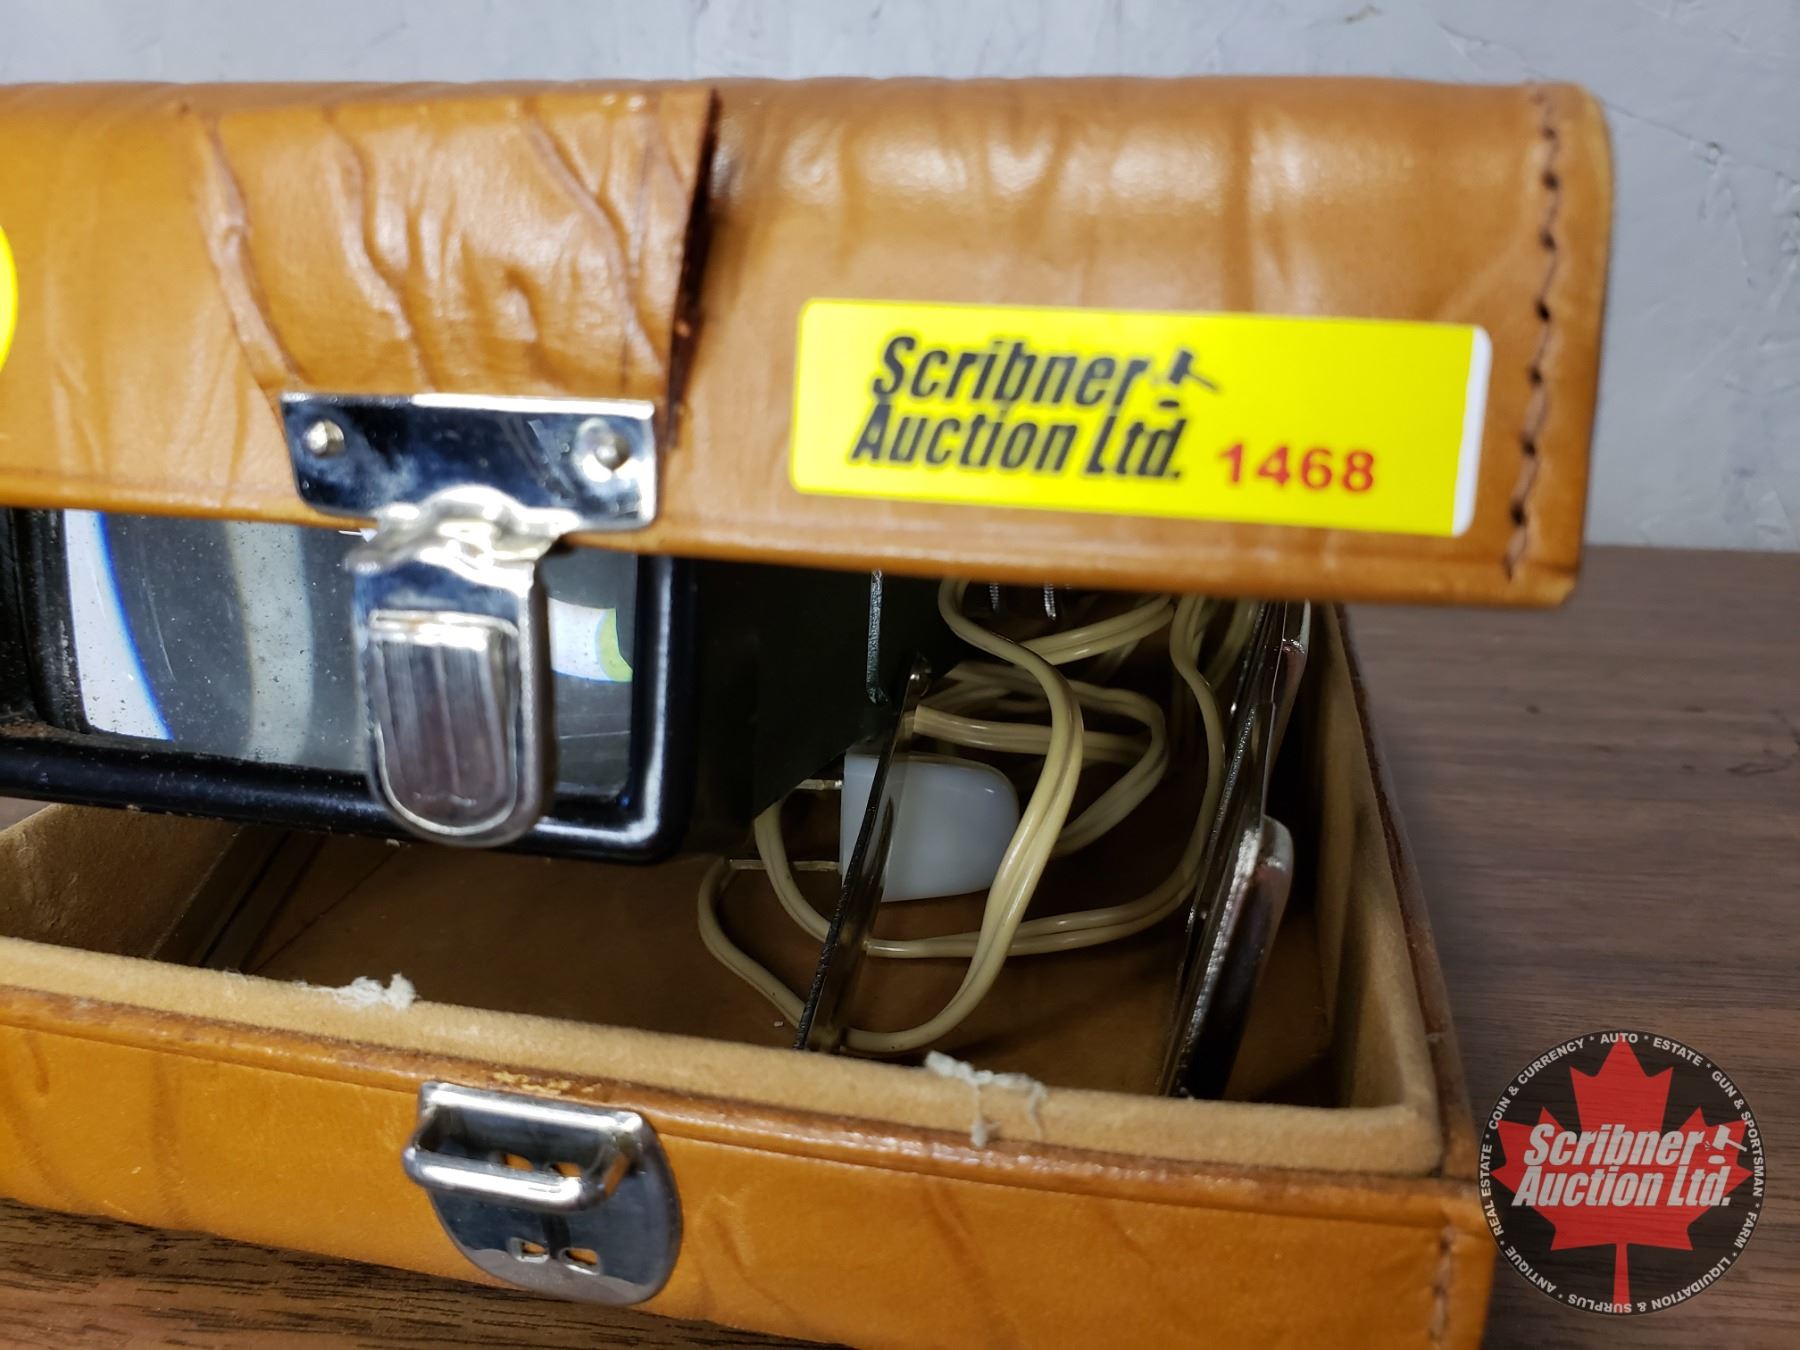 Scribner
Auction Ltd. 1468
COIN & CURRENCY * AUTO * ESTATE * GUN & SPORTSMAN * FARM * LIQUIDATION & SURPLUS * ANTIQUE * REAL ESTATE *
Scribner
Auction Ltd.